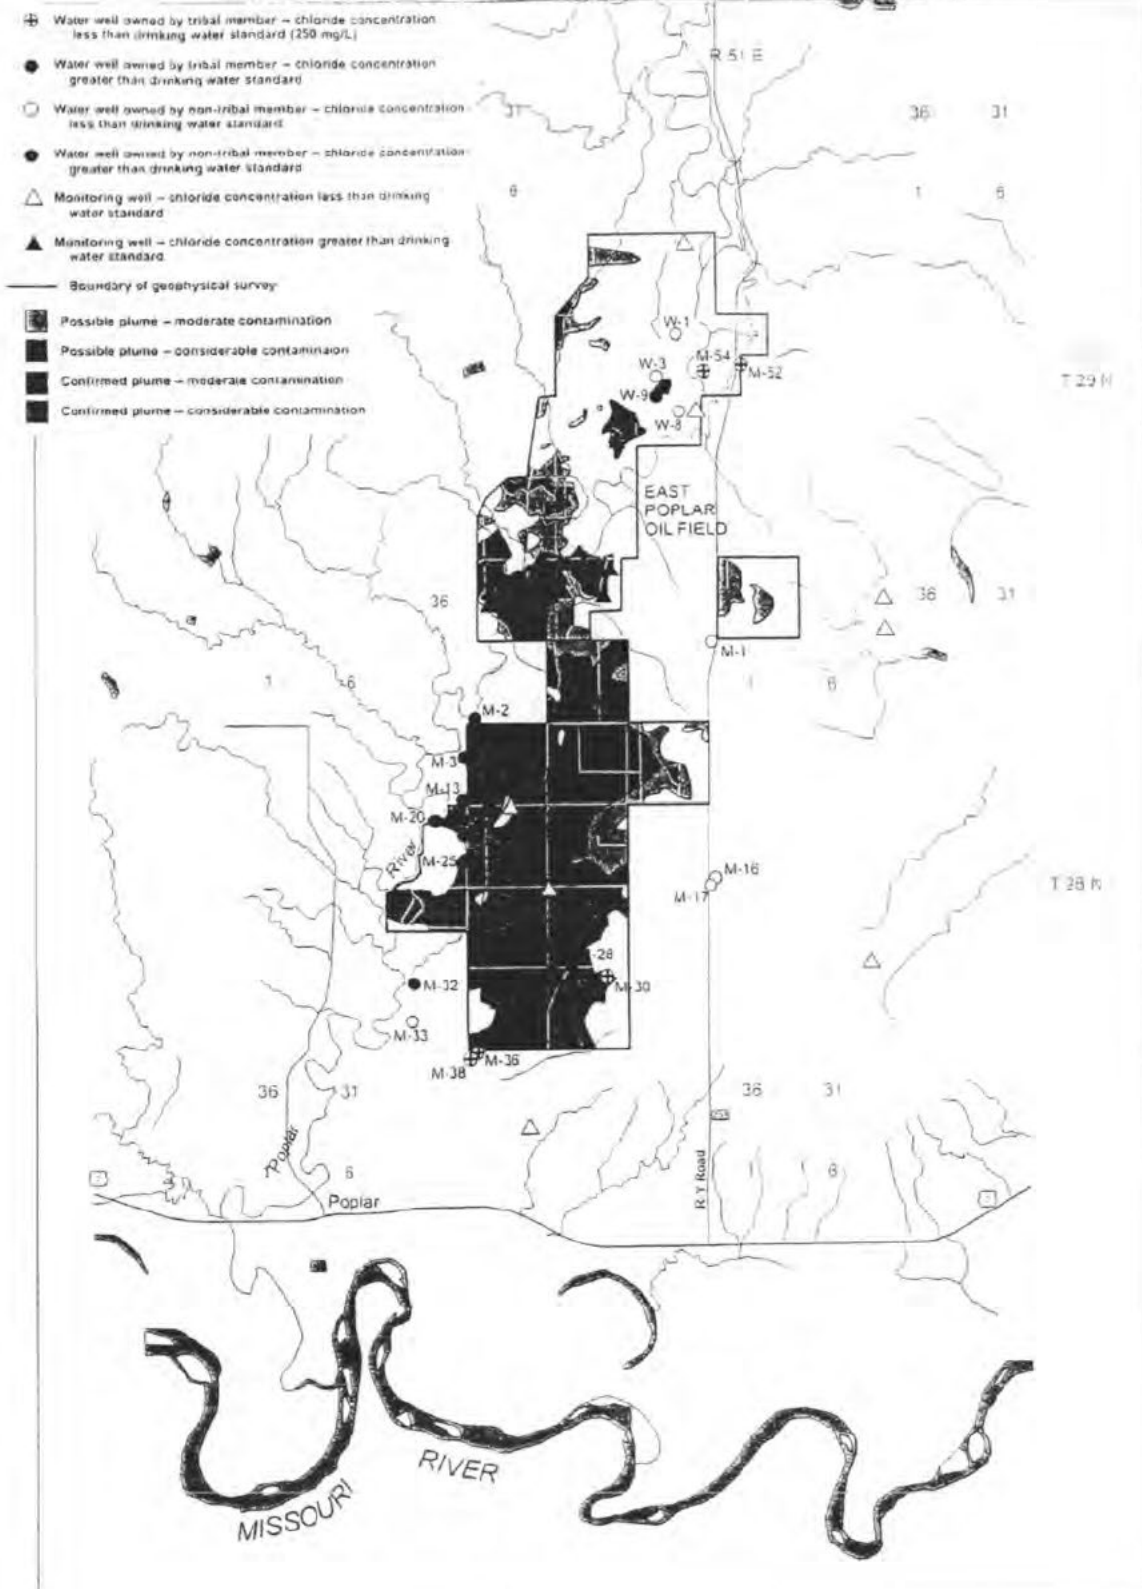 Water well owned by tribal member – chloride concentration
less than drinking water standard (250 mg/L)
Water well owned by tribal member – chloride concentration
greater than drinking water standard
Water well owned by non-tribal member – chloride concentration
less than drinking water standard
Water well owned by non-tribal member – chloride concentration
greater than drinking water standard
Monitoring well – chloride concentration less than drinking
water standard
Monitoring well – chloride concentration greater than drinking
water standard
Boundary of geophysical survey
Possible plume – moderate contamination
Possible plume – considerable contaminaion
Confirmed plume – moderate contamination
Confirmed plume – considerable contamination
R 51 E
31
36 31
6
1 6
W-1
W-3
M-54
M-52
T 29 N
W-9
W-8
EAST
POPLAR
OIL FIELD
36
36 31
M-1
1 6
1 6
M-2
M-3
M-13
M-20
River
M-25
M-16
M-17
T 28 N
-28
M-32
M-30
M-33
M-36
M-38
36 31
36 31
Poplar
6
R-Y Road
1 6
2
2
Poplar
MISSOURI
RIVER